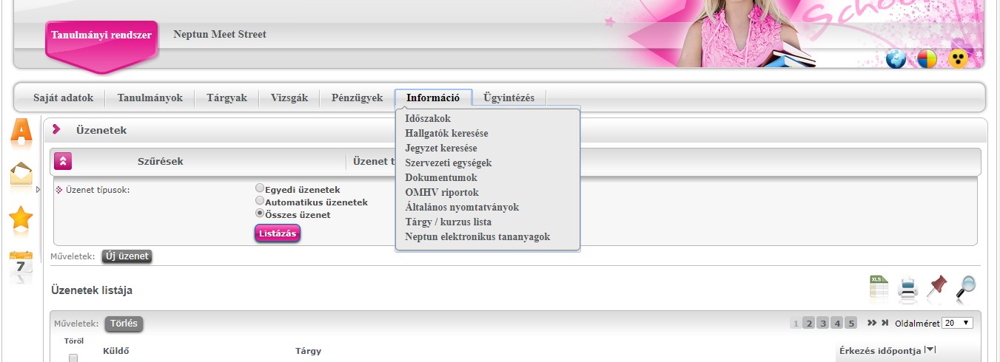 School
Tanulmányi rendszer
Neptun Meet Street
Saját adatok Tanulmányok Tárgyak Vizsgák Pénzügyek Információ Ügyintézés
Időszakok
Hallgatók keresése
Jegyzet keresése
Szervezeti egységek
Dokumentumok
OMHV riportok
Általános nyomtatványok
Tárgy / kurzus lista
Neptun elektronikus tananyagok
A
7
Üzenetek
Szűrések
Üzenet t
Üzenet típusok:
Egyedi üzenetek
Automatikus üzenetek
Összes üzenet
Listázás
Műveletek: Új üzenet
Üzenetek listája
XLS
Műveletek: Törlés
1 2 3 4 5 Oldalméret 20
Töröl
Küldő
Tárgy
Érkezés időpontja